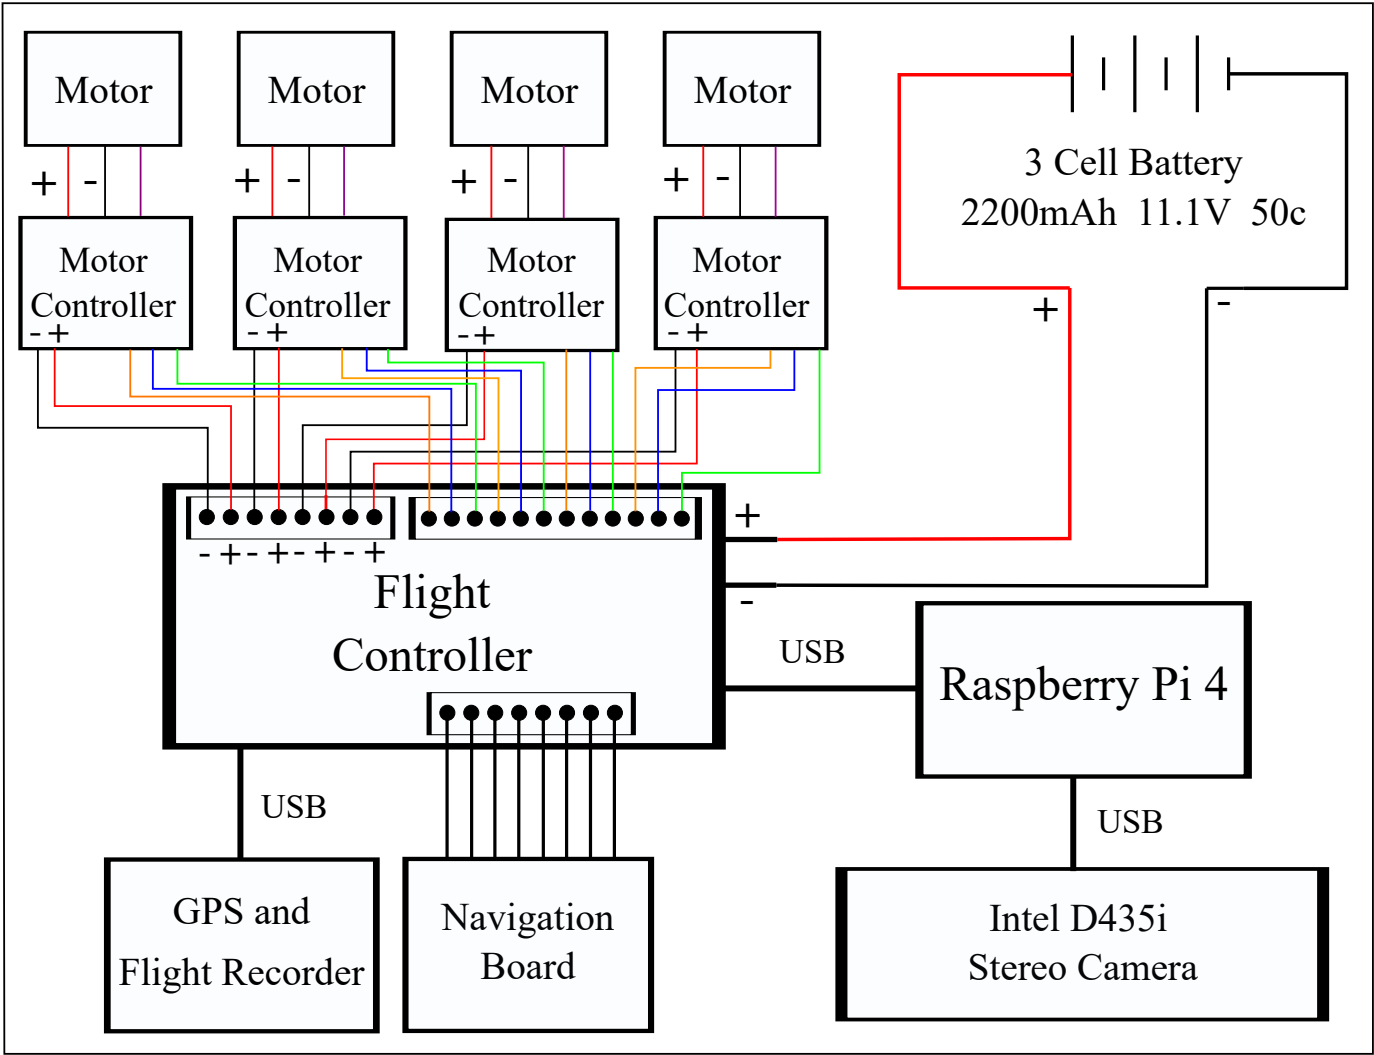 Motor Motor Motor Motor
+ - + - + - + -
3 Cell Battery
2200mAh 11.1V 50c
Motor
Controller
- +
Motor
Controller
- +
Motor
Controller
- +
Motor
Controller
- +
+ -
- + - + - + - +
+
-
Flight
Controller
USB
Raspberry Pi 4
USB
USB
GPS and
Flight Recorder
Navigation
Board
Intel D435i
Stereo Camera